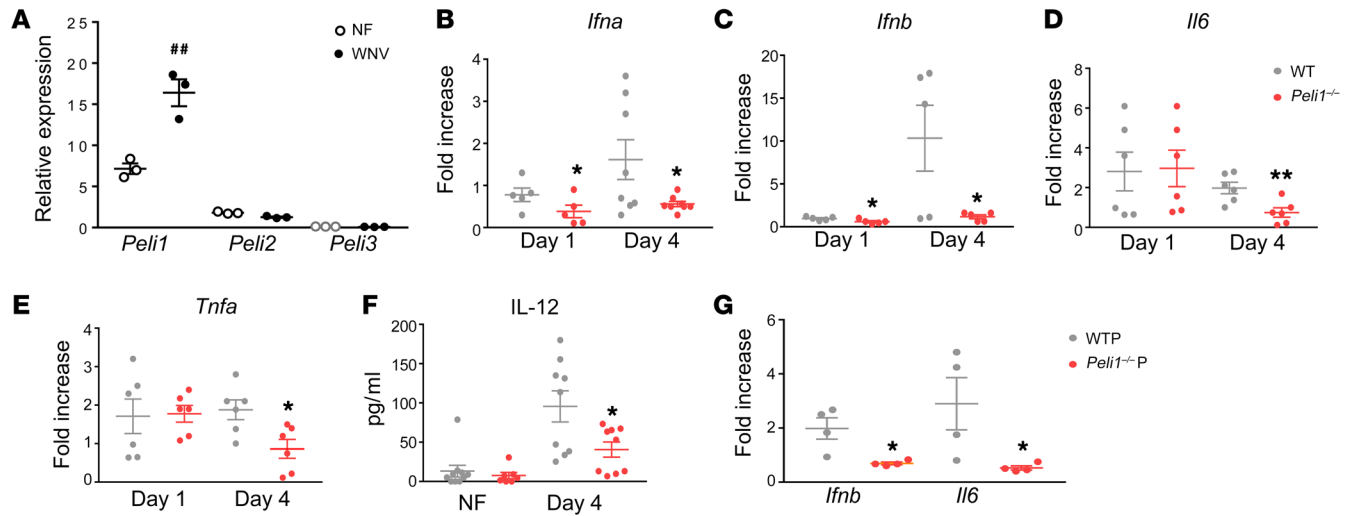 A
25
20
15
10
5
0
Relative expression
##
NF
WNV
Peli1 Peli2 Peli3
B
Ifna
4
3
2
1
0
Fold increase
* *
Day 1 Day 4
C
Ifnb
20
15
10
5
0
Fold increase
* *
Day 1 Day 4
D
Il6
8
6
4
2
0
Fold increase
**
WT
Peli1⁻/⁻
Day 1 Day 4
E
Tnfa
4
3
2
1
0
Fold increase
*
Day 1 Day 4
F
IL-12
200
150
100
50
0
pg/ml
*
NF Day 4
G
6
4
2
0
Fold increase
* *
WTP
Peli1⁻/⁻P
Ifnb Il6